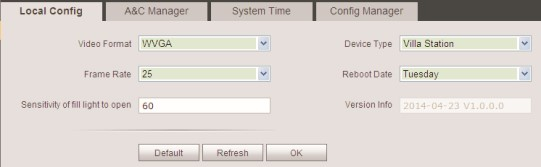 Local Config A&C Manager System Time Config Manager
Video Format WVGA Device Type Villa Station
Frame Rate 25 Reboot Date Tuesday
Sensitivity of fill light to open 60 Version Info 2014-04-23 V1.0.0.0
Default Refresh OK